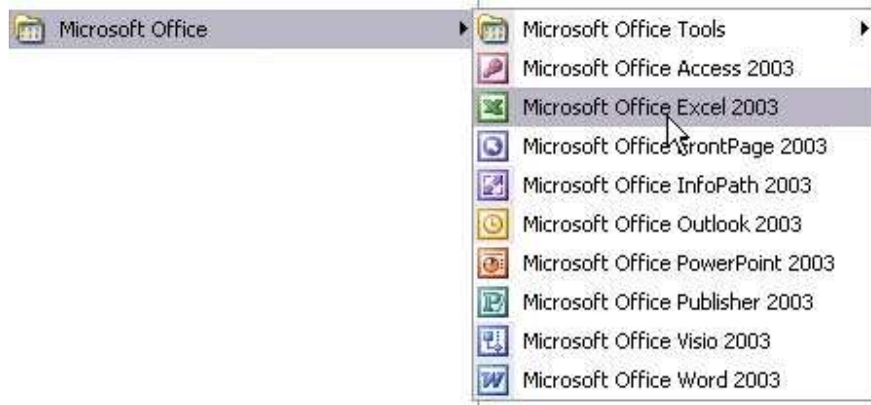 Microsoft Office
Microsoft Office Tools
Microsoft Office Access 2003
Microsoft Office Excel 2003
Microsoft Office FrontPage 2003
Microsoft Office InfoPath 2003
Microsoft Office Outlook 2003
Microsoft Office PowerPoint 2003
Microsoft Office Publisher 2003
Microsoft Office Visio 2003
Microsoft Office Word 2003